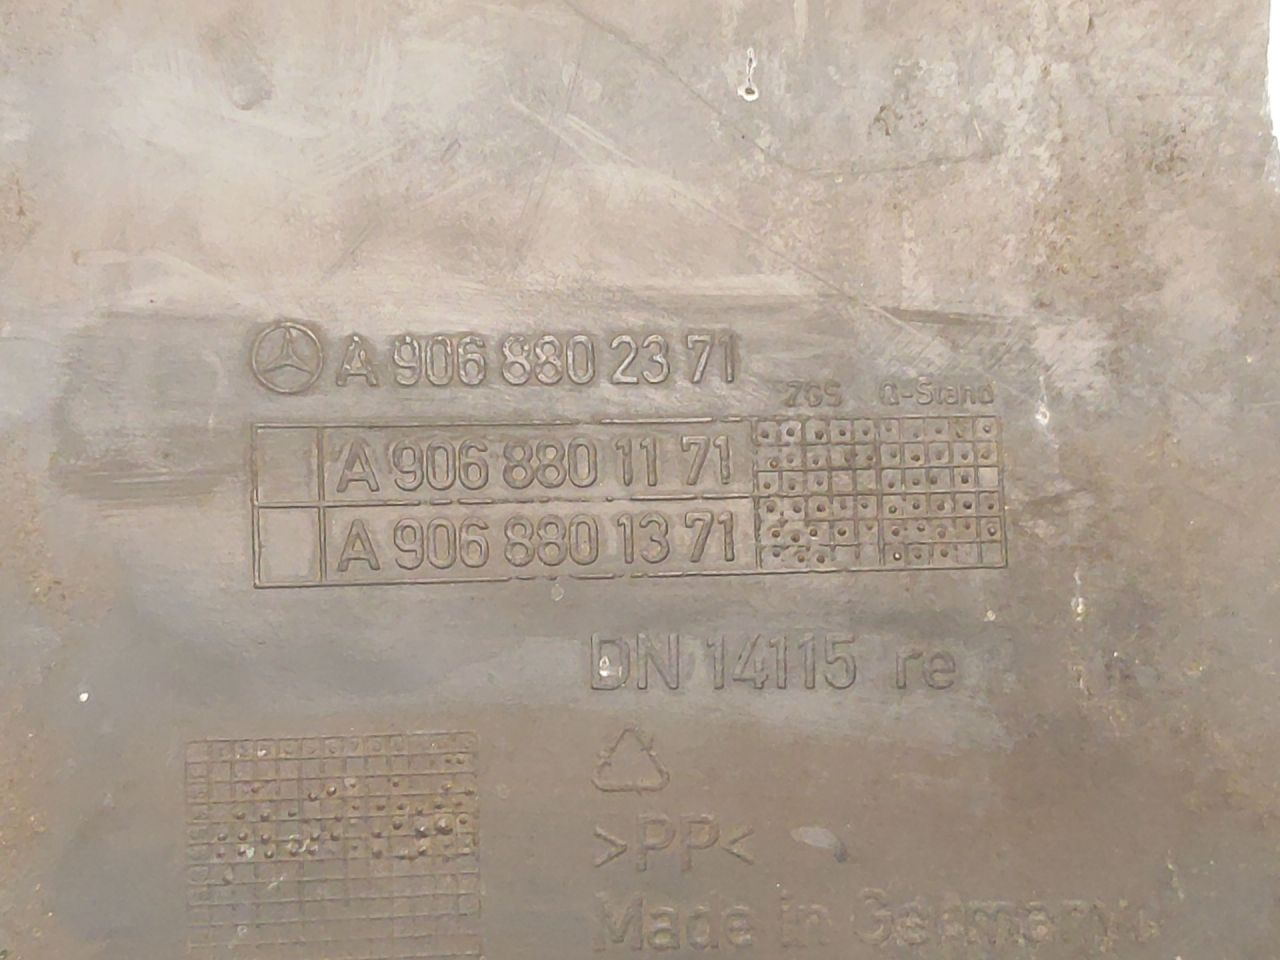 A 906 880 23 71
ZGS Q-Stand
A 906 880 11 71
A 906 880 13 71
DN 14115 re
>PP<
Made in Germany